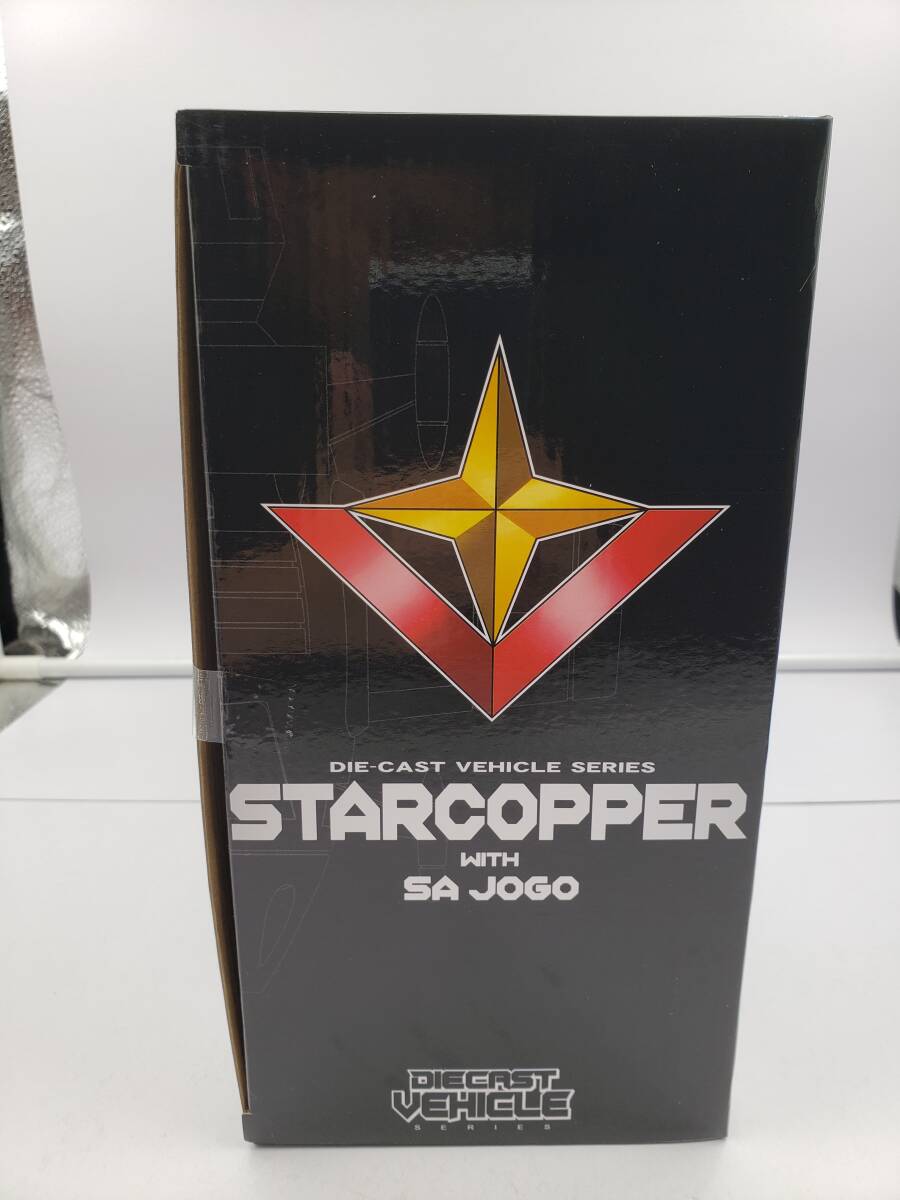 DIE-CAST VEHICLE SERIES
STARCOPPER
WITH
SA JOGO
DIECAST
VEHICLE
SERIES